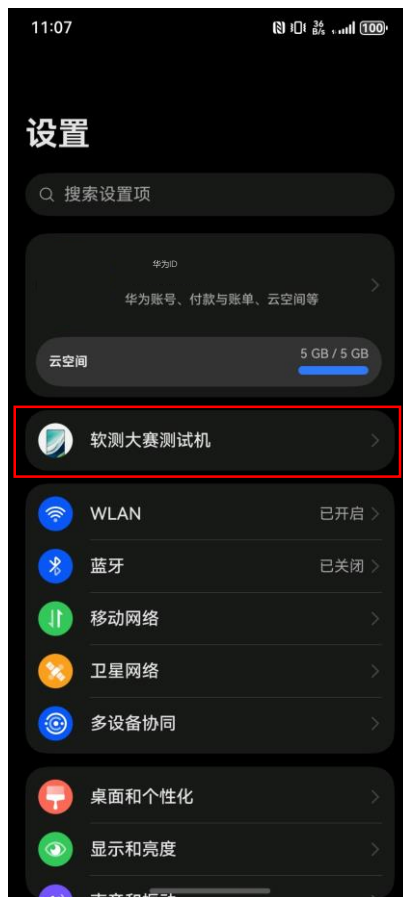 11:07
36 B/s 100
设置
搜索设置项
华为ID
华为账号、付款与账单、云空间等
云空间 5 GB / 5 GB
软测大赛测试机
WLAN 已开启
蓝牙 已关闭
移动网络
卫星网络
多设备协同
桌面和个性化
显示和亮度